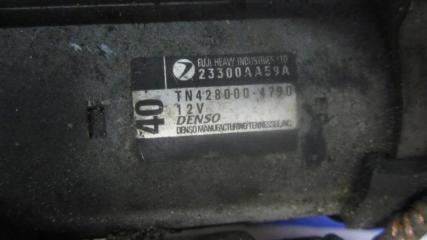 FUJI HEAVY INDUSTRIES LTD
23300AA59A
TN428000-4790
12V
40
DENSO
DENSO MANUFACTURING TENNESSEE, INC.